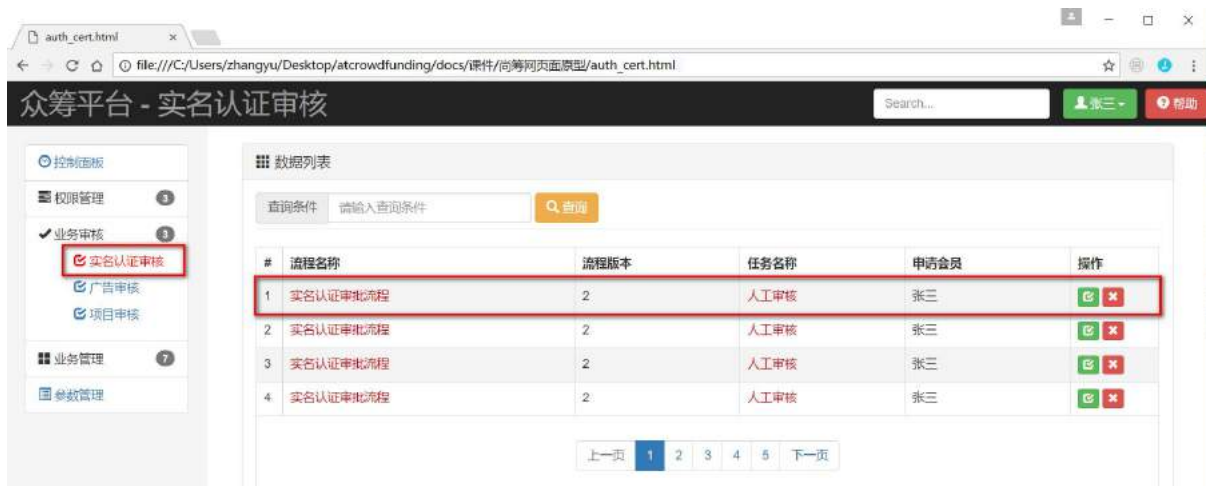 auth_cert.html
file:///C:/Users/zhangyu/Desktop/atcrowdfunding/docs/课件/尚筹网页面原型/auth_cert.html
众筹平台 - 实名认证审核 Search... 张三 帮助
控制面板
权限管理 3
业务审核 3
实名认证审核
广告审核
项目审核
业务管理 7
参数管理
数据列表
查询条件 请输入查询条件 查询
# 流程名称 流程版本 任务名称 申请会员 操作
1 实名认证审批流程 2 人工审核 张三
2 实名认证审批流程 2 人工审核 张三
3 实名认证审批流程 2 人工审核 张三
4 实名认证审批流程 2 人工审核 张三
上一页 1 2 3 4 5 下一页